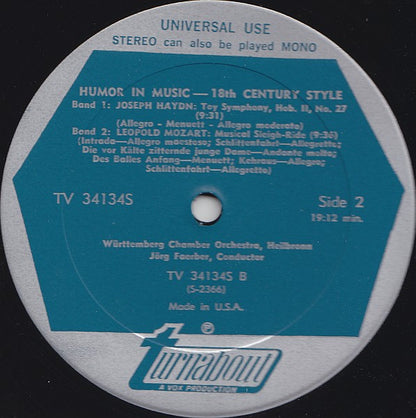 UNIVERSAL USE
STEREO can also be played MONO
HUMOR IN MUSIC — 18th CENTURY STYLE
Band 1: JOSEPH HAYDN: Toy Symphony, Hob. II, No. 27
(9:31)
(Allegro - Menuett - Allegro moderato)
Band 2: LEOPOLD MOZART: Musical Sleigh-Ride (9:36)
(Intrada—Allegro maestoso; Schlittenfahrt—Allegretto;
Die vor Kälte zitternde junge Dame—Andante molto;
Des Balles Anfang—Menuett; Kehraus—Allegro;
Schlittenfahrt—Allegretto)
TV 34134S
Side 2
19:12 min.
Württemberg Chamber Orchestra, Heilbronn
Jörg Faerber, Conductor
TV 34134S B
(S-2366)
Made in U.S.A.
℗
turnabout
A VOX PRODUCTION